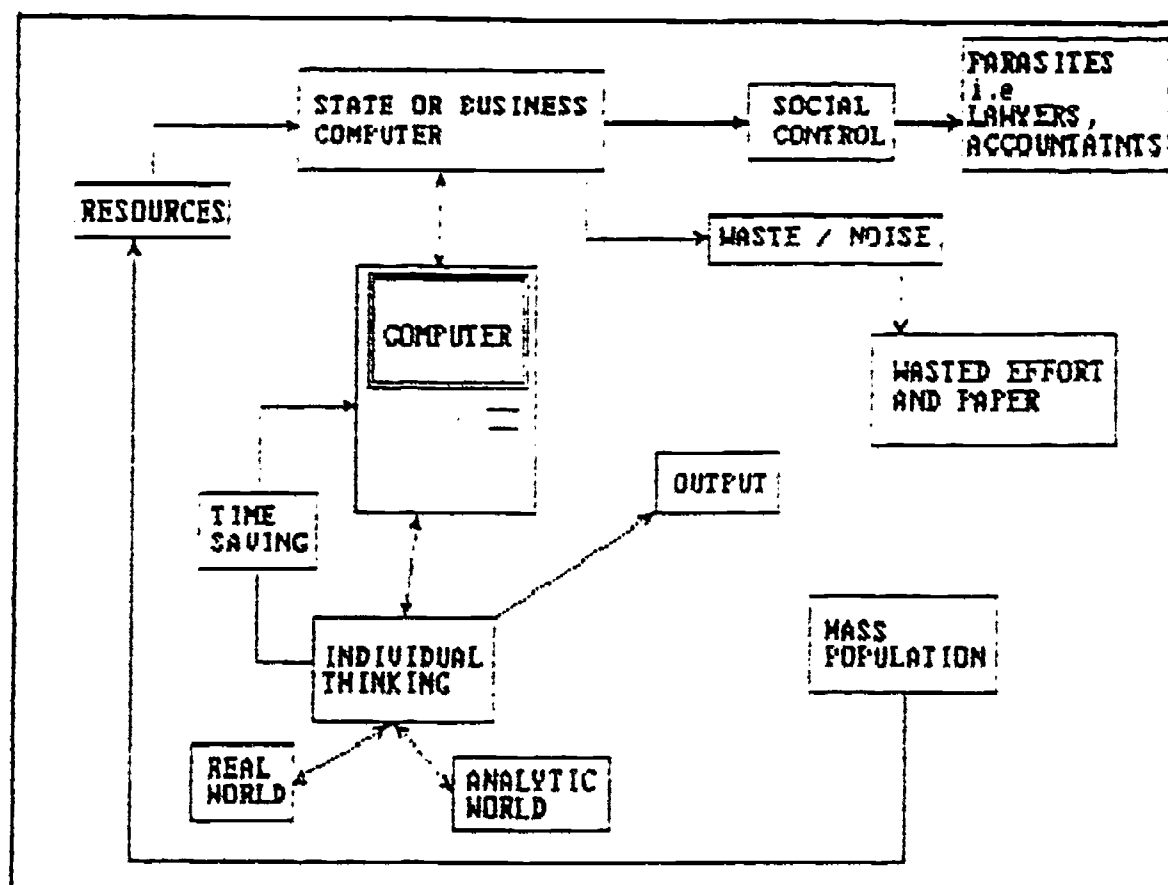 PARASITES
i.e
LAWYERS,
ACCOUNTAINTS
STATE OR BUSINESS
COMPUTER
SOCIAL
CONTROL
RESOURCES
WASTE / NOISE
COMPUTER
WASTED EFFORT
AND PAPER
OUTPUT
TIME
SAVING
MASS
POPULATION
INDIVIDUAL
THINKING
REAL
WORLD
ANALYTIC
WORLD